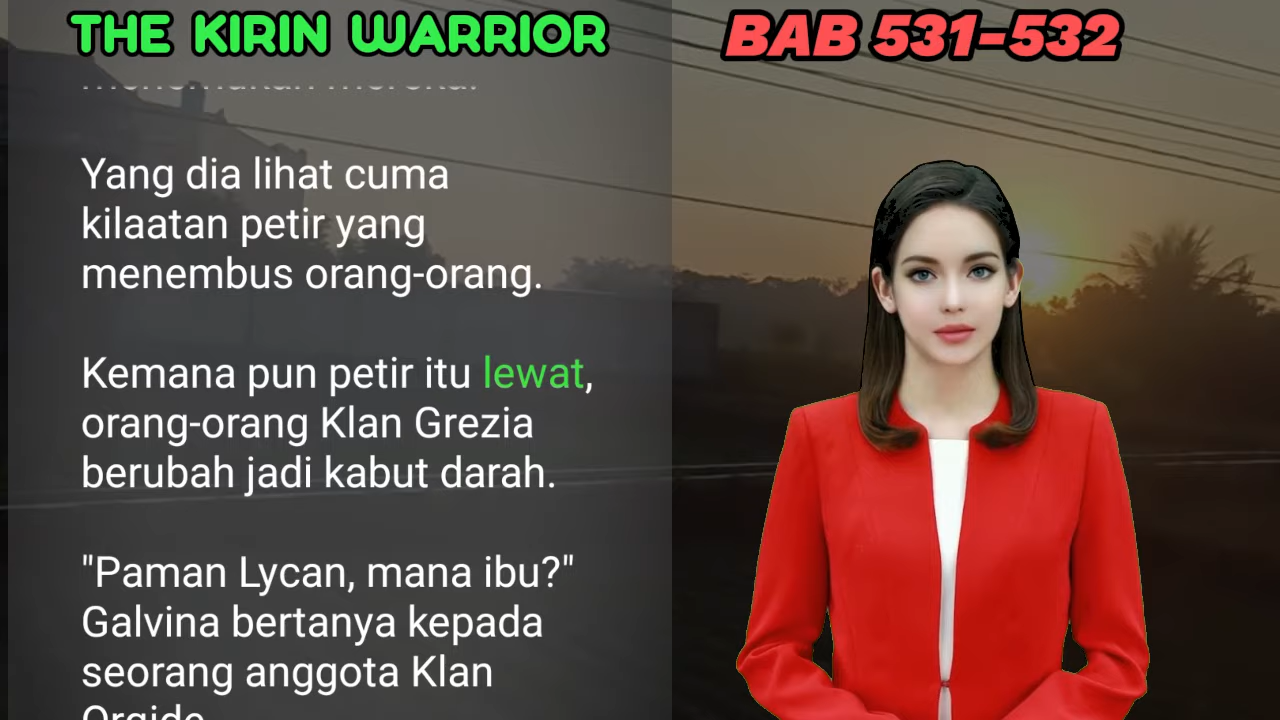 THE KIRIN WARRIOR
BAB 531-532
Yang dia lihat cuma
kilaatan petir yang
menembus orang-orang.
Kemana pun petir itu lewat,
orang-orang Klan Grezia
berubah jadi kabut darah.
"Paman Lycan, mana ibu?"
Galvina bertanya kepada
seorang anggota Klan